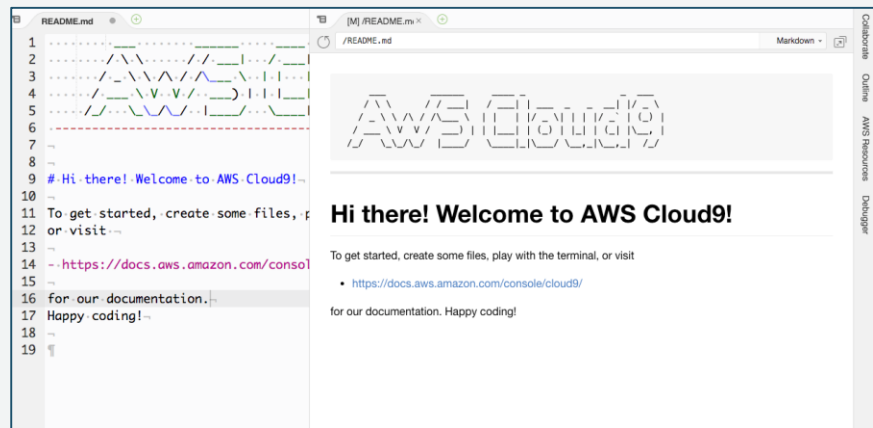 README.md
1
2
3
4
5
6
7
8
9 # Hi there! Welcome to AWS Cloud9!
10
11 To get started, create some files, p
12 or visit
13
14 - https://docs.aws.amazon.com/consol
15
16 for our documentation.
17 Happy coding!
18
19
[M] /README.m
/README.md
Markdown
AWS Cloud9
Hi there! Welcome to AWS Cloud9!
To get started, create some files, play with the terminal, or visit
• https://docs.aws.amazon.com/console/cloud9/
for our documentation. Happy coding!
Collaborate
Outline
AWS Resources
Debugger